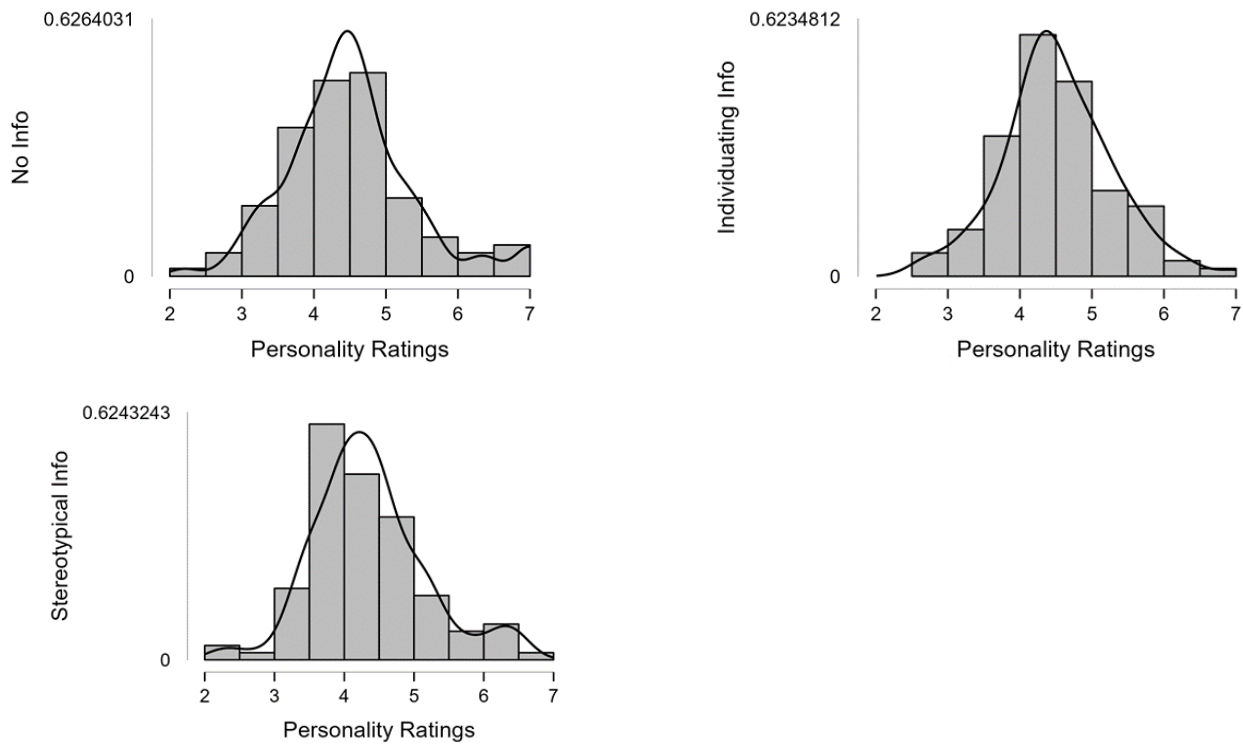 0.6264031
No Info
0
2 3 4 5 6 7
Personality Ratings
0.6234812
Individuating Info
0
2 3 4 5 6 7
Personality Ratings
0.6243243
Stereotypical Info
0
2 3 4 5 6 7
Personality Ratings